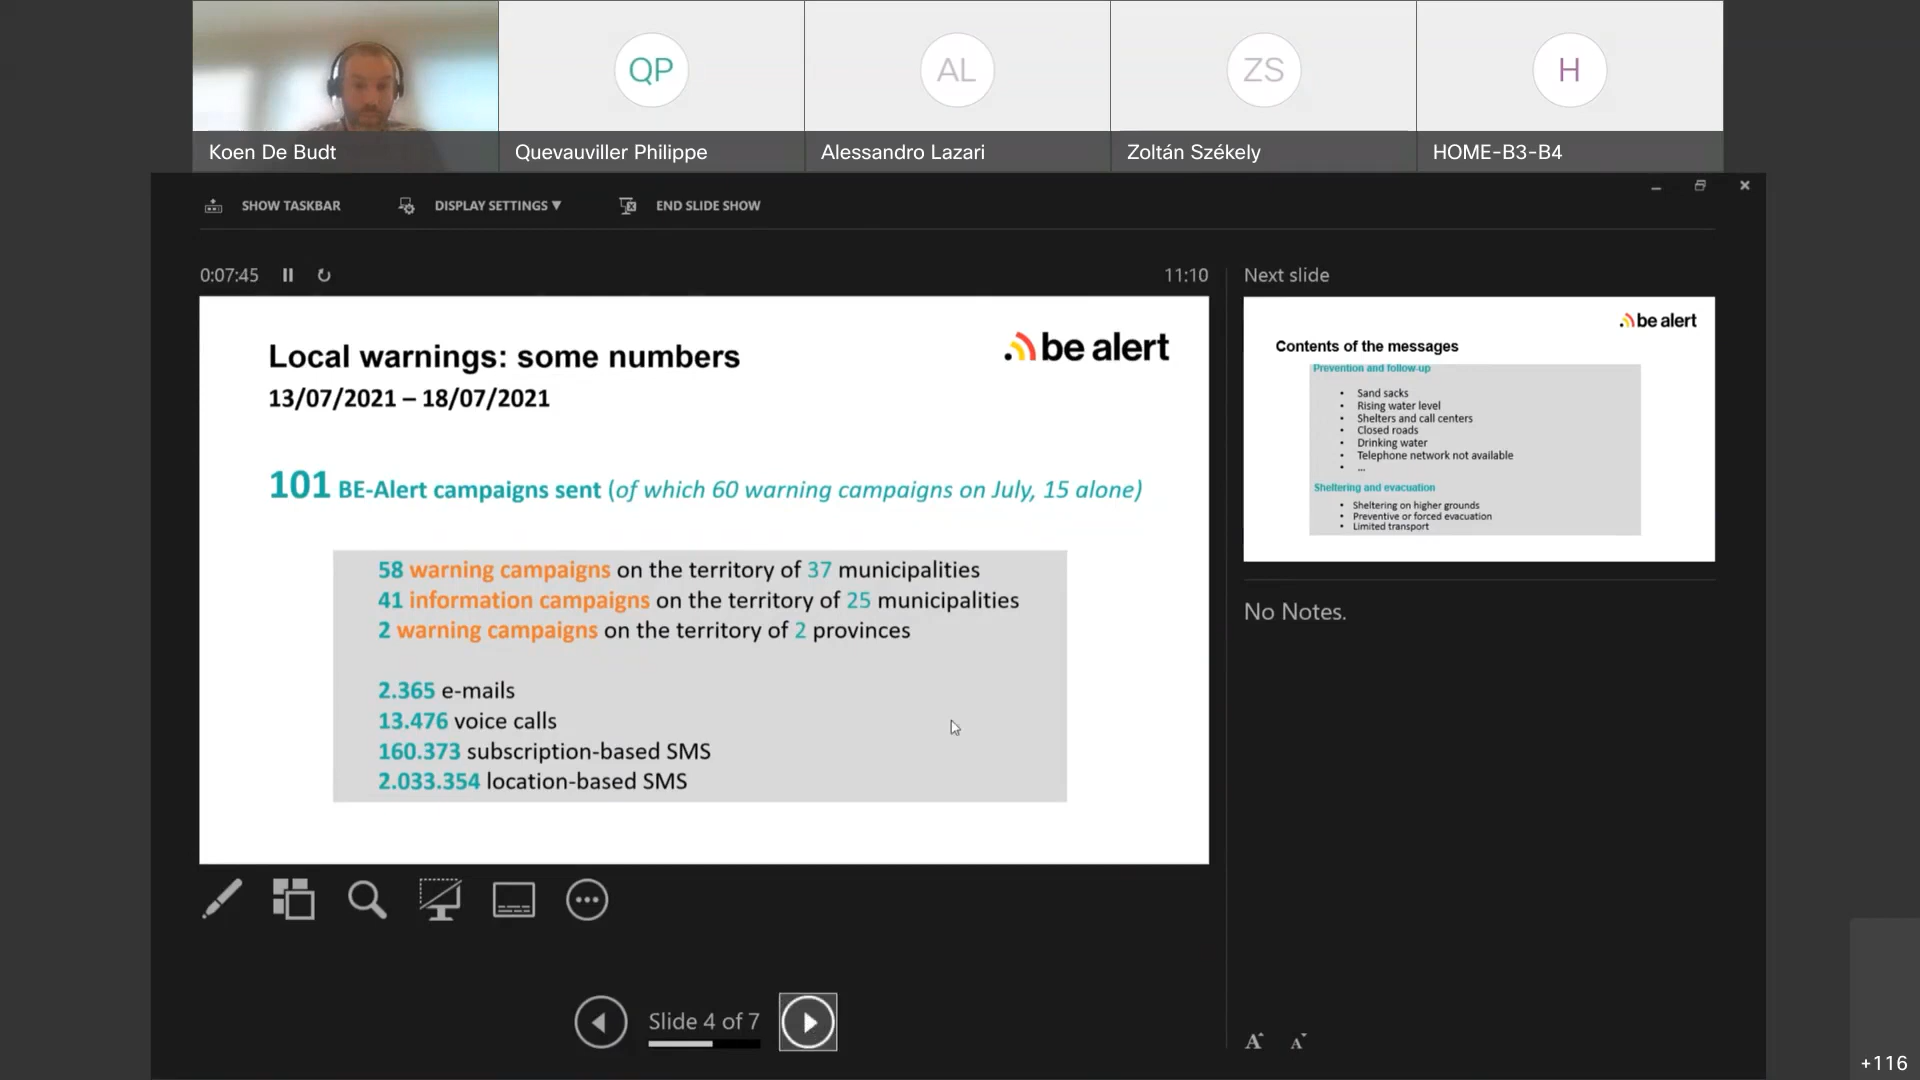 QP
AL
ZS
H
Koen De Budt
Quevauviller Philippe
Alessandro Lazari
Zoltán Székely
HOME-B3-B4
SHOW TASKBAR
DISPLAY SETTINGS ▼
END SLIDE SHOW
0:07:45
11:10
Local warnings: some numbers
be alert
13/07/2021 – 18/07/2021
101 BE-Alert campaigns sent (of which 60 warning campaigns on July, 15 alone)
58 warning campaigns on the territory of 37 municipalities
41 information campaigns on the territory of 25 municipalities
2 warning campaigns on the territory of 2 provinces
2.365 e-mails
13.476 voice calls
160.373 subscription-based SMS
2.033.354 location-based SMS
Slide 4 of 7
Next slide
be alert
Contents of the messages
Prevention and follow-up
• Sand sacks
• Rising water level
• Shelters and call centers
• Closed roads
• Drinking water
• Telephone network not available
• ...
Sheltering and evacuation
• Sheltering on higher grounds
• Preventive or forced evacuation
• Limited transport
No Notes.
A A
+116